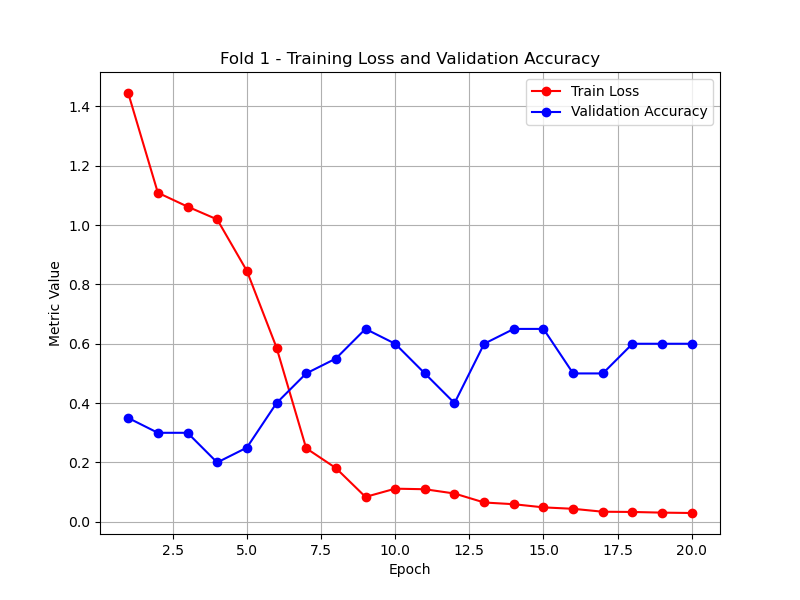 Fold 1 - Training Loss and Validation Accuracy
Train Loss
Validation Accuracy
Metric Value
1.4
1.2
1.0
0.8
0.6
0.4
0.2
0.0
2.5 5.0 7.5 10.0 12.5 15.0 17.5 20.0
Epoch